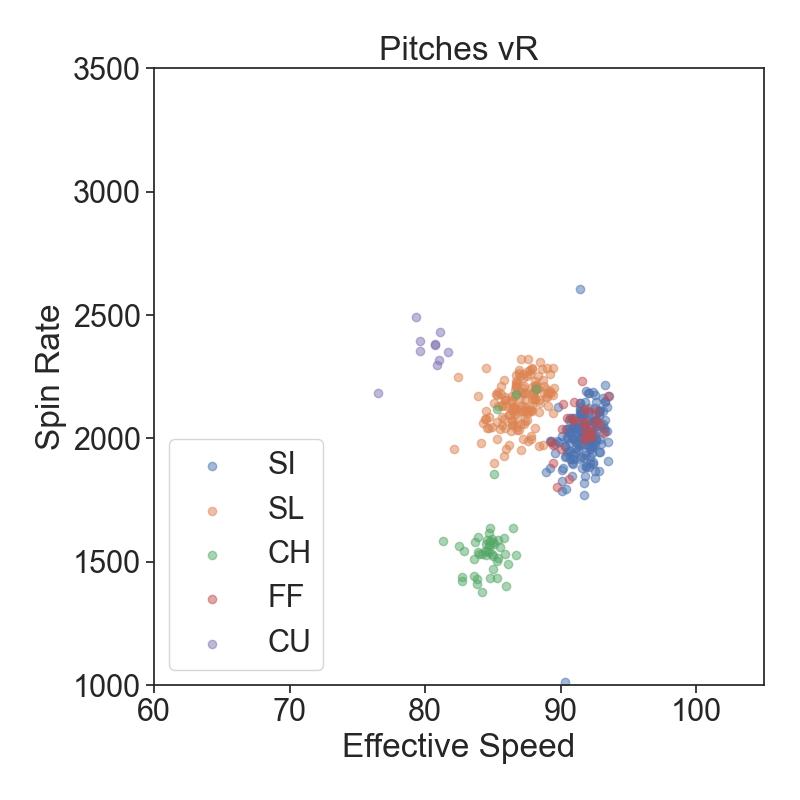 Pitches vR
3500
3000
2500
2000
1500
1000
Spin Rate
SI
SL
CH
FF
CU
60 70 80 90 100
Effective Speed